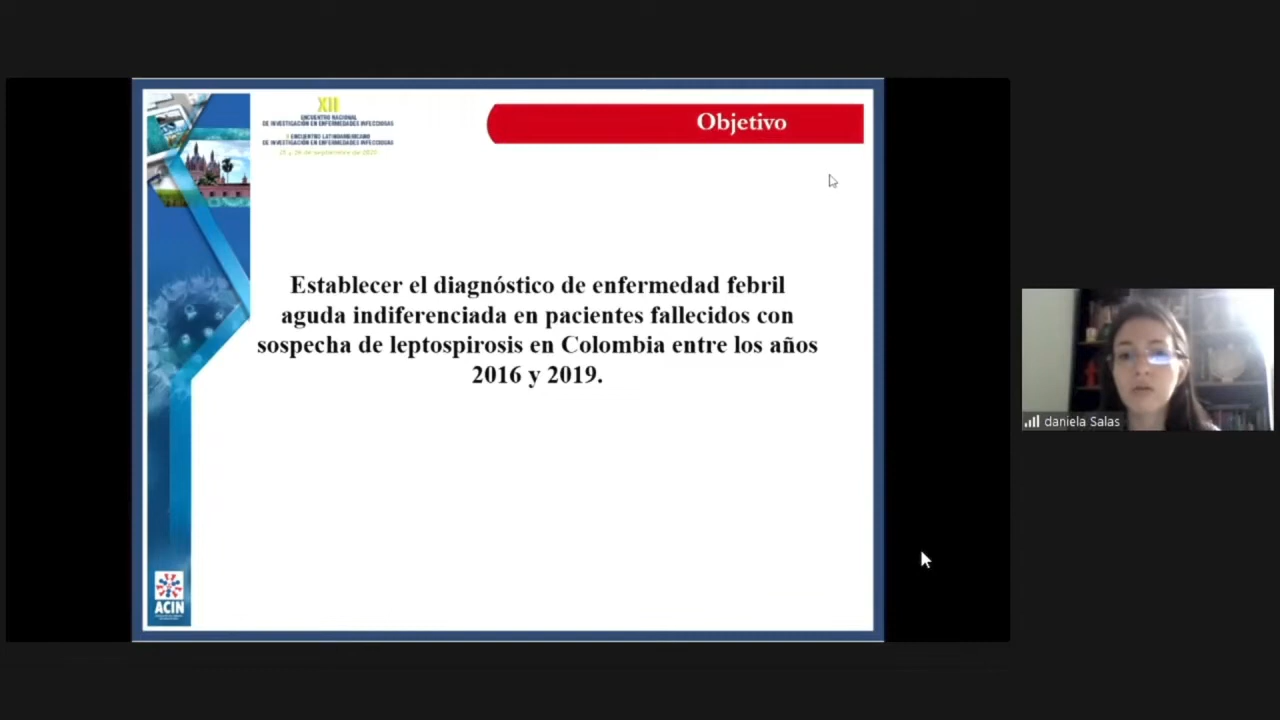 XII
ENCUENTRO NACIONAL
DE INVESTIGACIÓN EN ENFERMEDADES INFECCIOSAS
X ENCUENTRO LATINOAMERICANO
DE INVESTIGACIÓN EN ENFERMEDADES INFECCIOSAS
Objetivo
Establecer el diagnóstico de enfermedad febril
aguda indiferenciada en pacientes fallecidos con
sospecha de leptospirosis en Colombia entre los años
2016 y 2019.
daniela Salas
ACIN